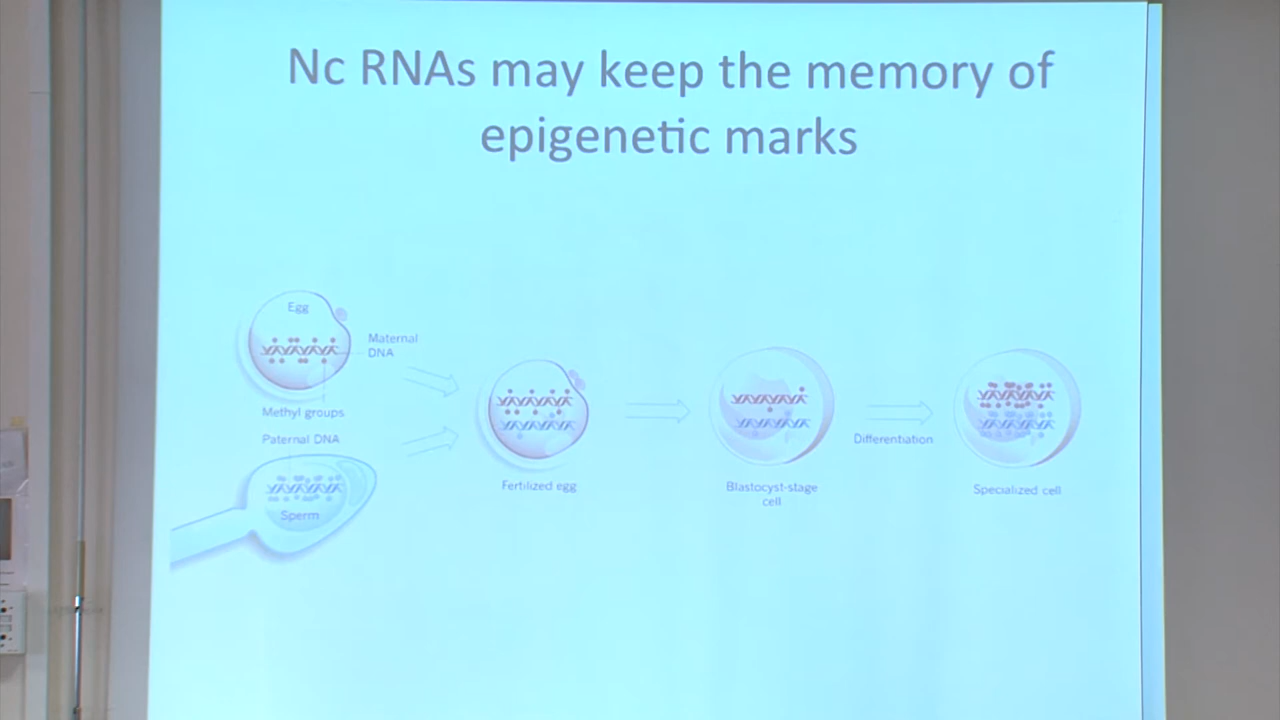 Nc RNAs may keep the memory of
epigenetic marks
Egg
Maternal
DNA
Methyl groups
Paternal DNA
Sperm
Fertilized egg
Blastocyst-stage
cell
Differentiation
Specialized cell